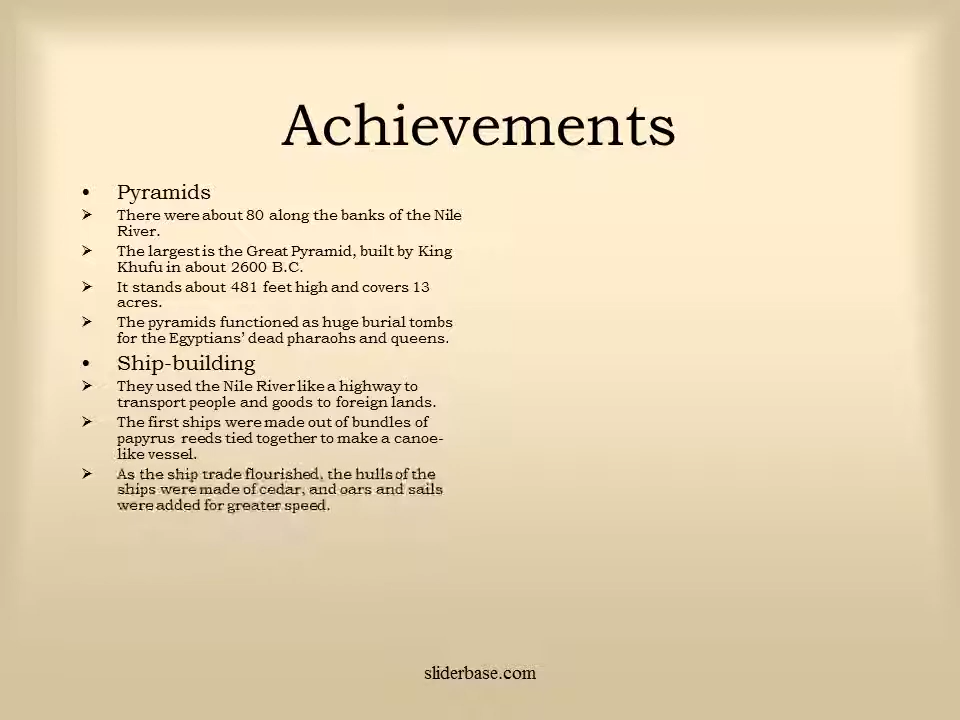 Achievements
• Pyramids
➢ There were about 80 along the banks of the Nile
River.
➢ The largest is the Great Pyramid, built by King
Khufu in about 2600 B.C.
➢ It stands about 481 feet high and covers 13
acres.
➢ The pyramids functioned as huge burial tombs
for the Egyptians’ dead pharaohs and queens.
• Ship-building
➢ They used the Nile River like a highway to
transport people and goods to foreign lands.
➢ The first ships were made out of bundles of
papyrus reeds tied together to make a canoe-
like vessel.
➢ As the ship trade flourished, the hulls of the
ships were made of cedar, and oars and sails
were added for greater speed.
sliderbase.com